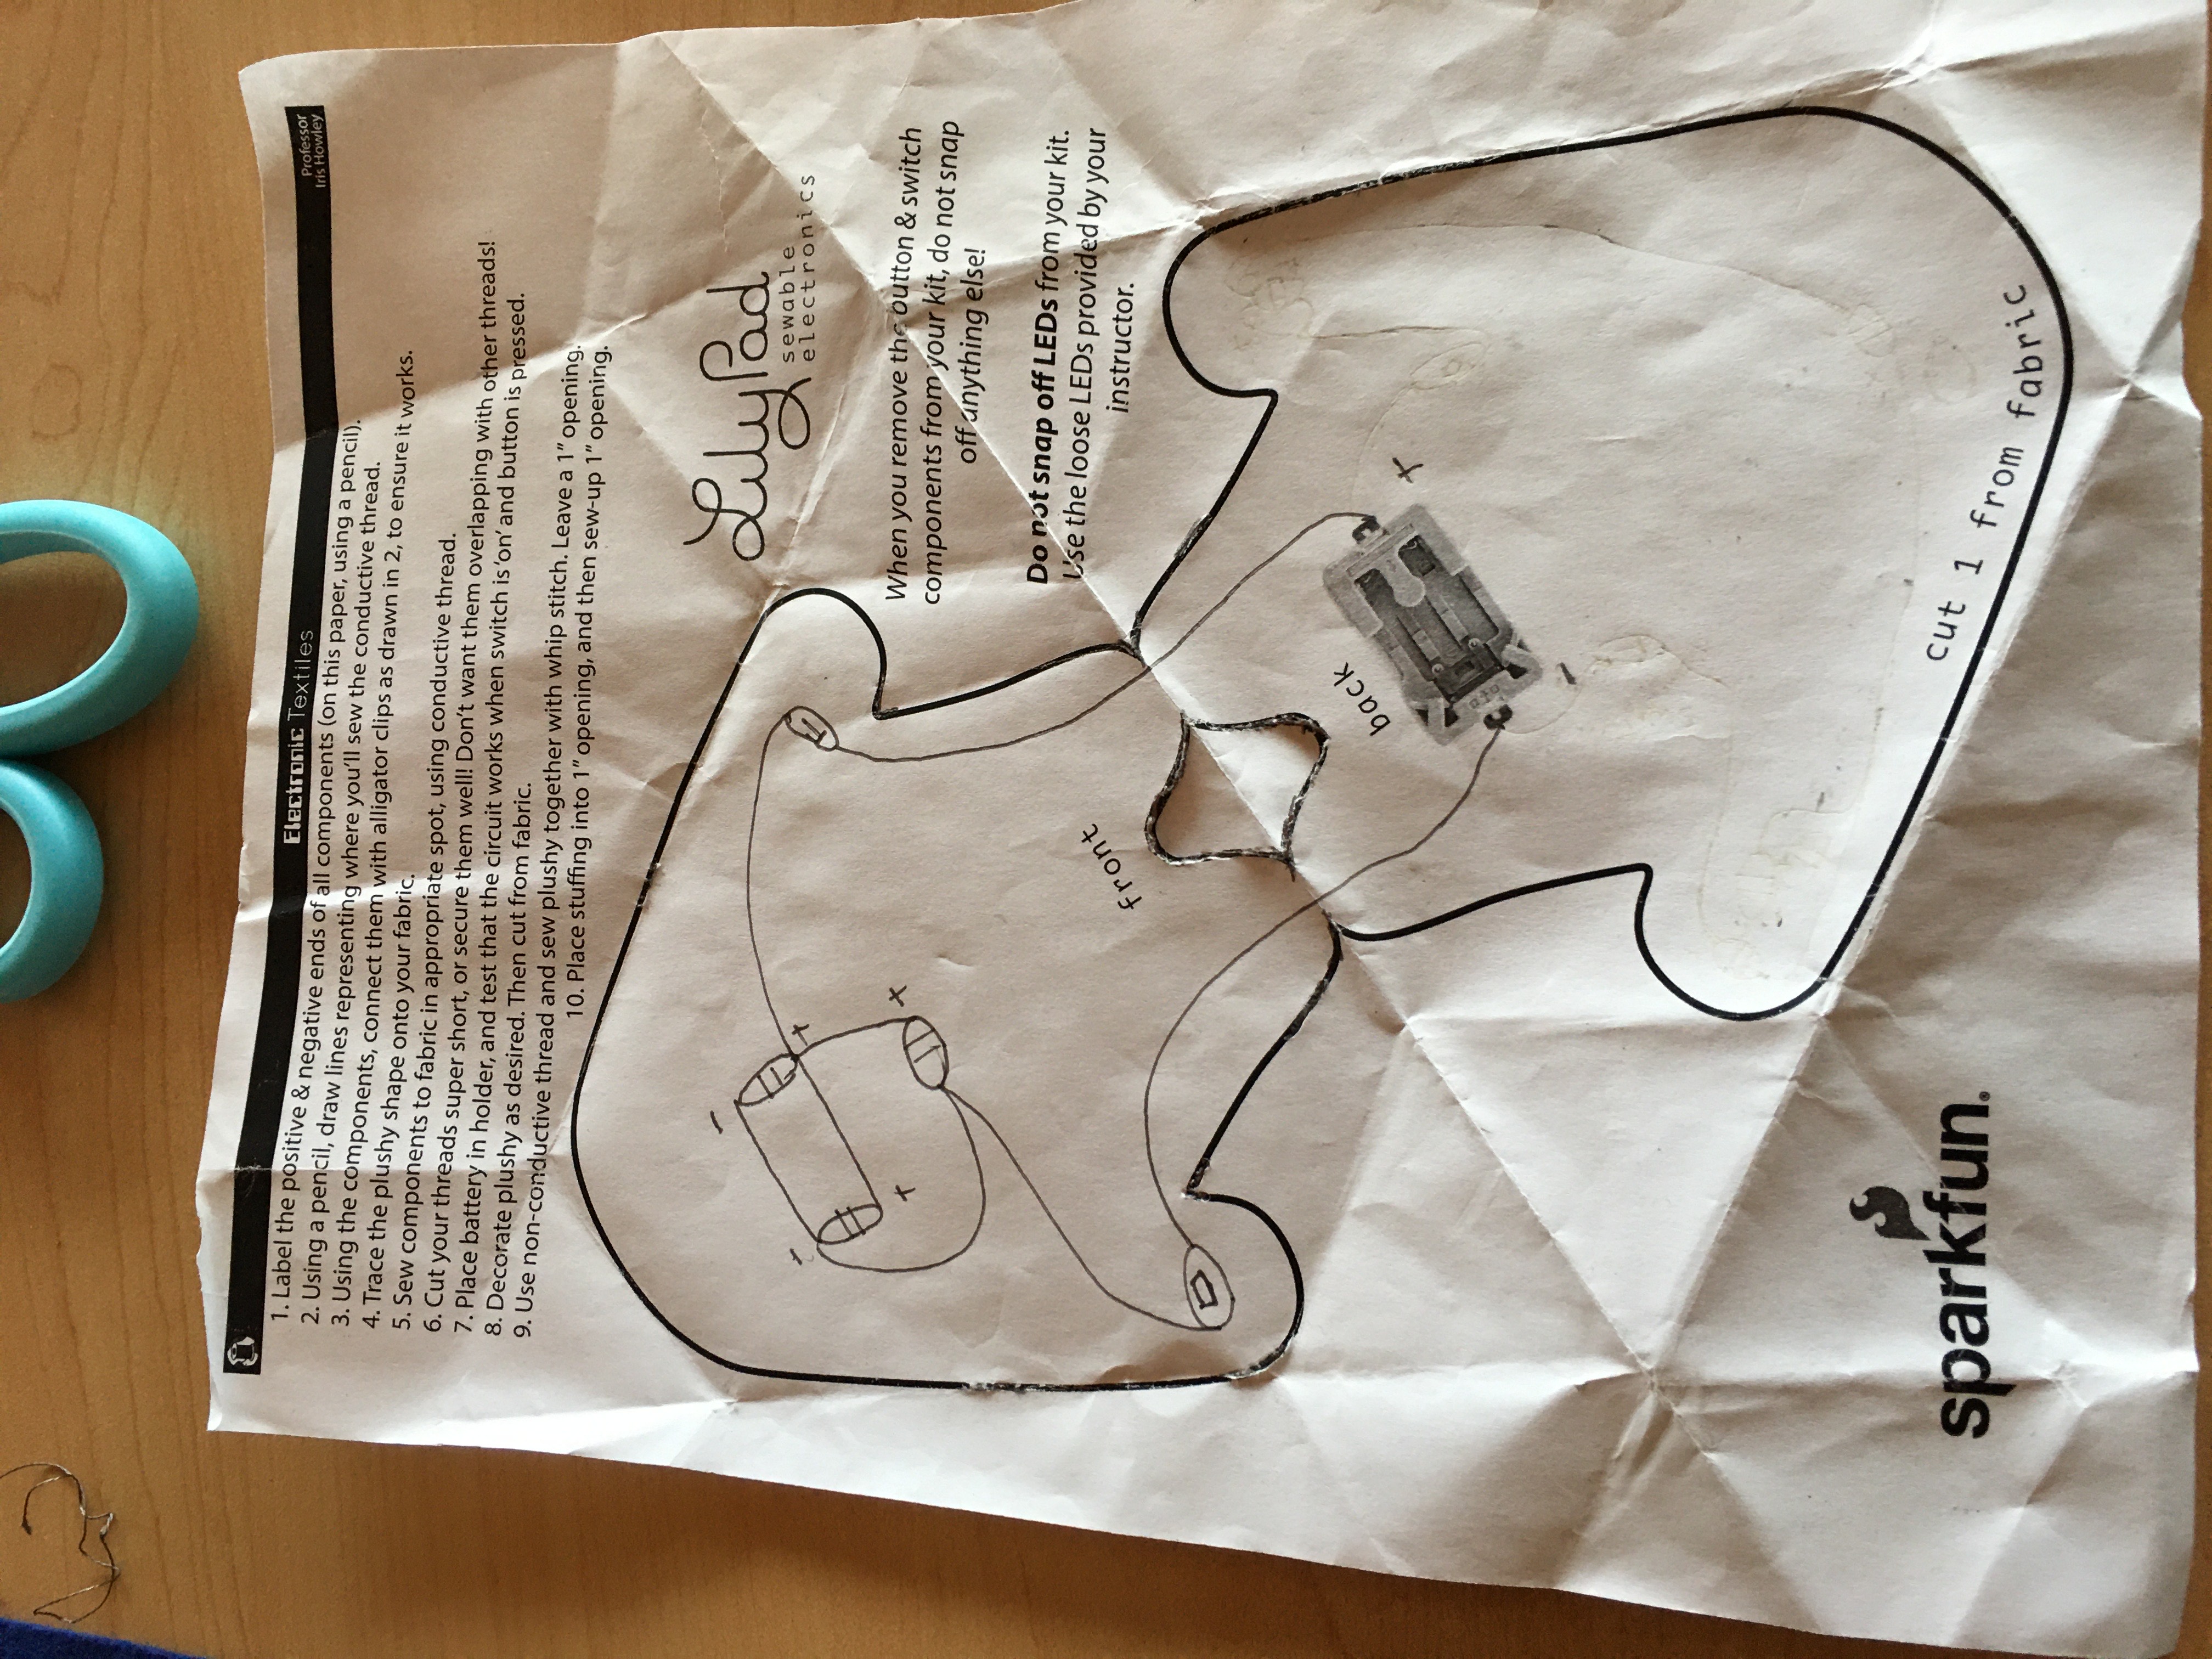 Electronic Textiles
Professor
Iris Howley
1. Label the positive & negative ends of all components (on this paper, using a pencil).
2. Using a pencil, draw lines representing where you'll sew the conductive thread.
3. Using the components, connect them with alligator clips as drawn in 2, to ensure it works.
4. Trace the plushy shape onto your fabric.
5. Sew components to fabric in appropriate spot, using conductive thread.
6. Cut your threads super short, or secure them well! Don't want them overlapping with other threads!
7. Place battery in holder, and test that the circuit works when switch is 'on' and button is pressed.
8. Decorate plushy as desired. Then cut from fabric.
9. Use non-conductive thread and sew plushy together with whip stitch. Leave a 1" opening.
10. Place stuffing into 1" opening, and then sew-up 1" opening.
LilyPad
sewable
electronics
-
-
+
+
+
When you remove the button & switch
components from your kit, do not snap
off anything else!
Do not snap off LEDs from your kit.
Use the loose LEDs provided by your
instructor.
front
back
+
-
cut 1 from fabric
sparkfun.